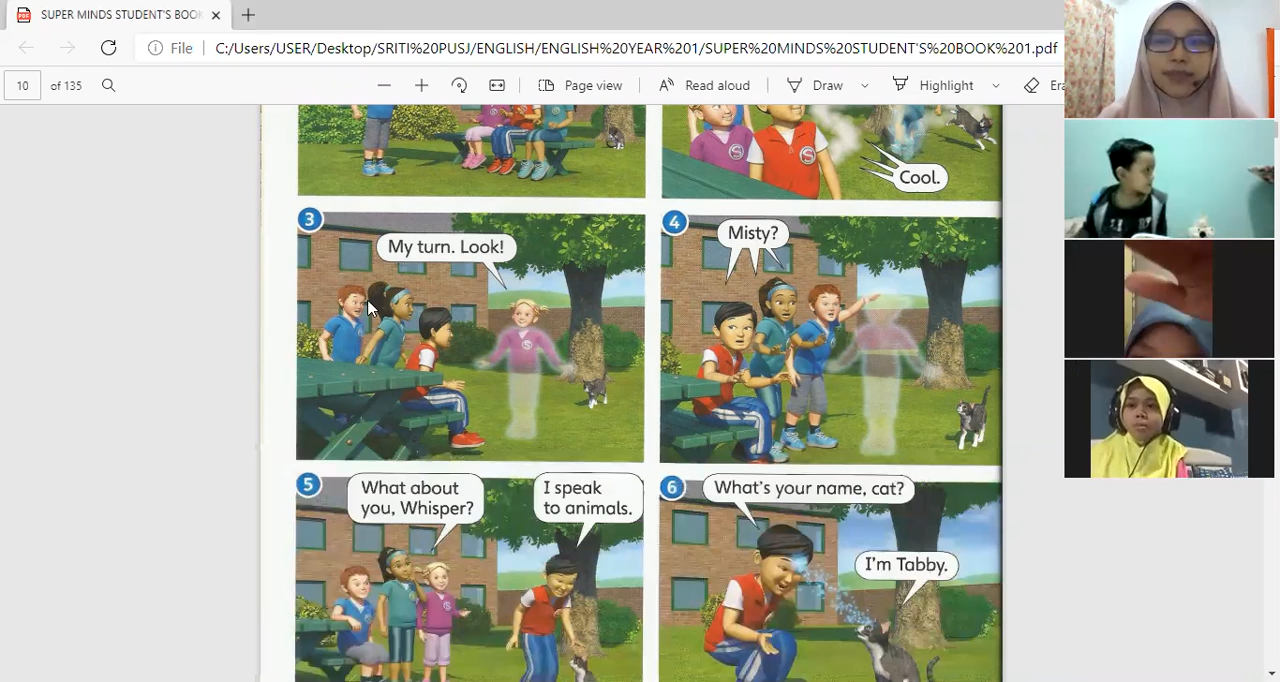 SUPER MINDS STUDENT'S BOO
File
C:/Users/USER/Desktop/SRITI%20PUSJ/ENGLISH/ENGLISH%20YEAR%201/SUPER%20MINDS%20STUDENT'S%20BOOK%201.pdf
10 of 135
Page view
Read aloud
Draw
Highlight
Era
Cool.
3
My turn. Look!
4
Misty?
5
What about
you, Whisper?
I speak
to animals.
6
What's your name, cat?
I'm Tabby.